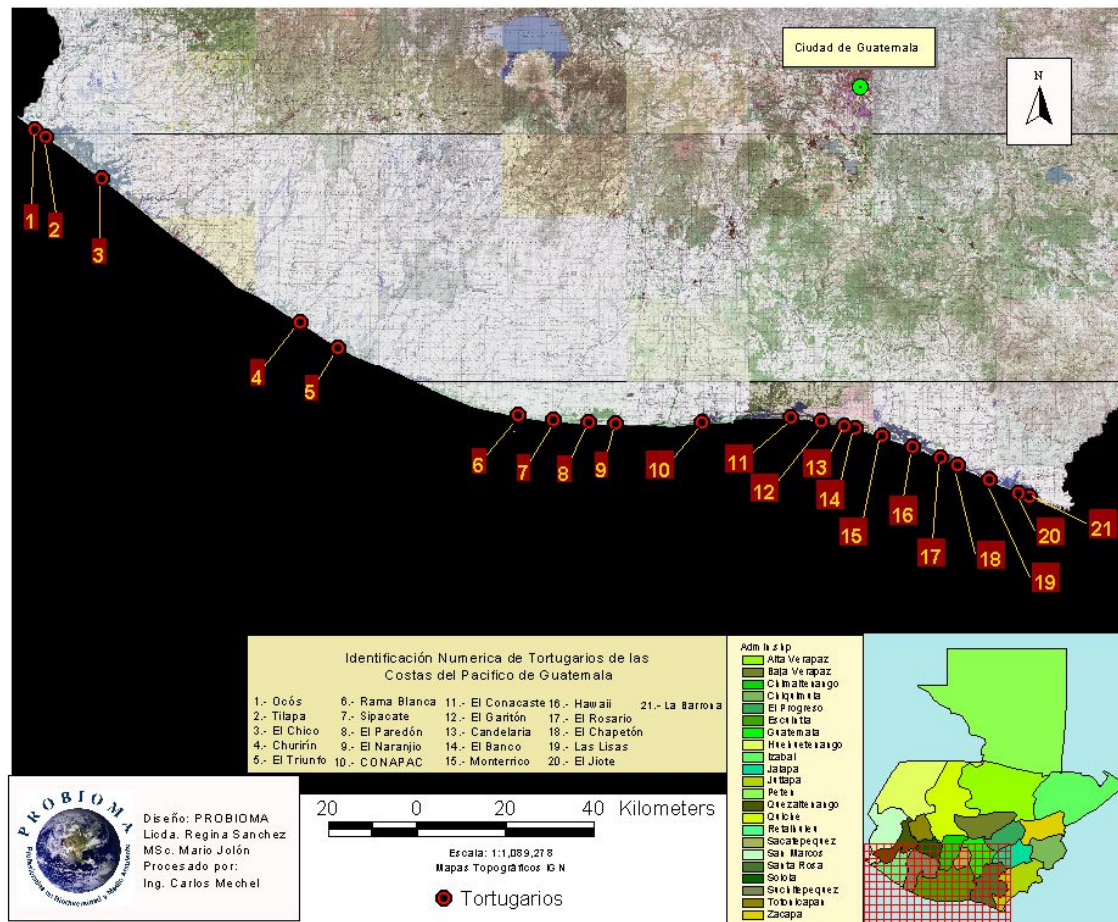 Ciudad de Guatemala
N
1
2
3
4
5
6
7
8
9
10
11
12
13
14
15
16
17
18
19
20
21
Identificación Numerica de Tortugarios de las
Costas del Pacifico de Guatemala
1.- Ocós
2.- Tilapa
3.- El Chico
4.- Churirín
5.- El Triunfo
6.- Rama Blanca
7.- Sipacate
8.- El Paredón
9.- El Naranjio
10.- CONAPAC
11.- El Conacaste
12.- El Garitón
13.- Candelaria
14.- El Banco
15.- Monterrico
16.- Hawaii
17.- El Rosario
18.- El Chapetón
19.- Las Lisas
20.- El Jiote
21.- La Barrona
Alta Verapaz
Baja Verapaz
Chimaltenango
Chiquimula
El Progreso
Escuintla
Guatemala
Huehuetenango
Izabal
Jalapa
Jutiapa
Peten
Quezaltenango
Quiche
Retalhuleu
Sacatepequez
San Marcos
Santa Rosa
Solola
Suchitepequez
Totonicapan
Zacapa
PROBIOMA
Profesionales en Biodiversidad y Medio Ambiente
Diseño: PROBIOMA
Licda. Regina Sanchez
MSc. Mario Jolón
Procesado por:
Ing. Carlos Mechel
20 0 20 40 Kilometers
Escala: 1:1,089,278
Mapas Topográficos IGN
Tortugarios